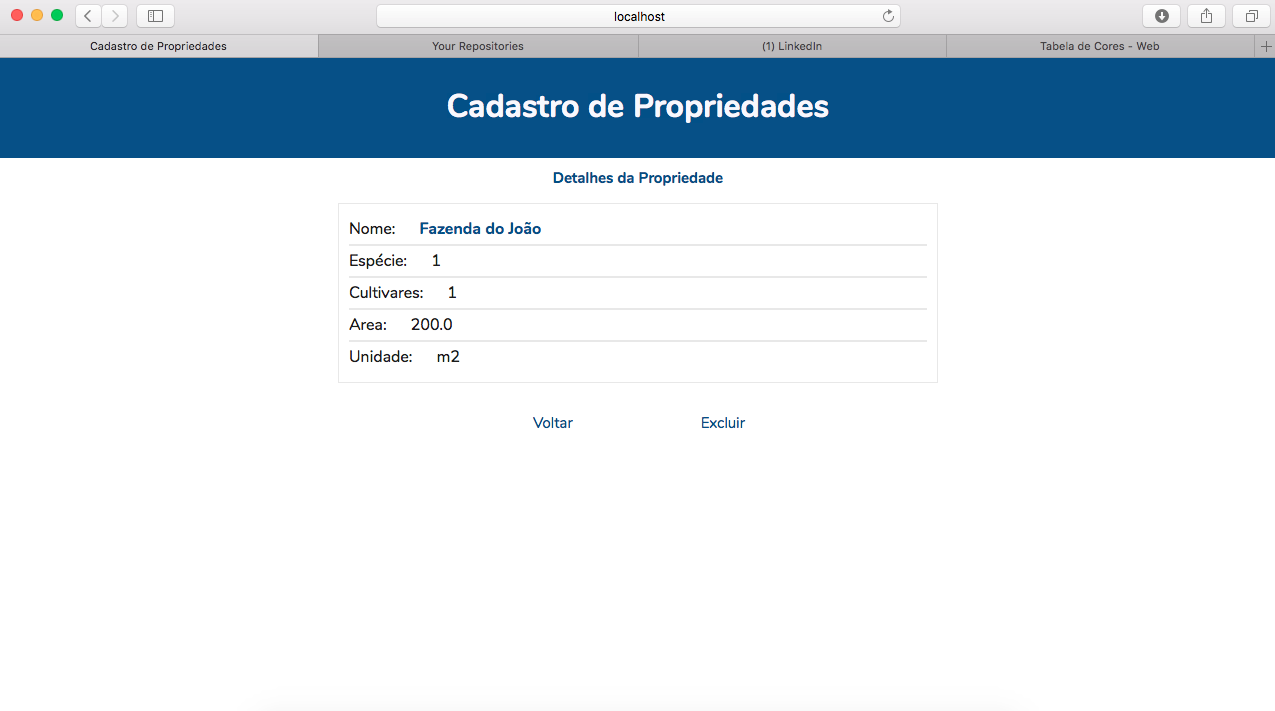 localhost
Cadastro de Propriedades Your Repositories (1) LinkedIn Tabela de Cores - Web
Cadastro de Propriedades
Detalhes da Propriedade
Nome: Fazenda do João
Espécie: 1
Cultivares: 1
Area: 200.0
Unidade: m2
Voltar Excluir